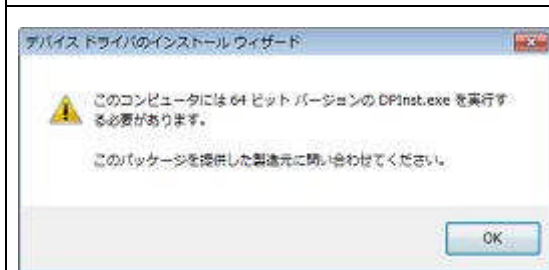 デバイス ドライバのインストール ウィザード
このコンピュータには 64 ビット バージョンの DPInst.exe を実行す
る必要があります。
このパッケージを提供した製造元に問い合わせてください。
OK